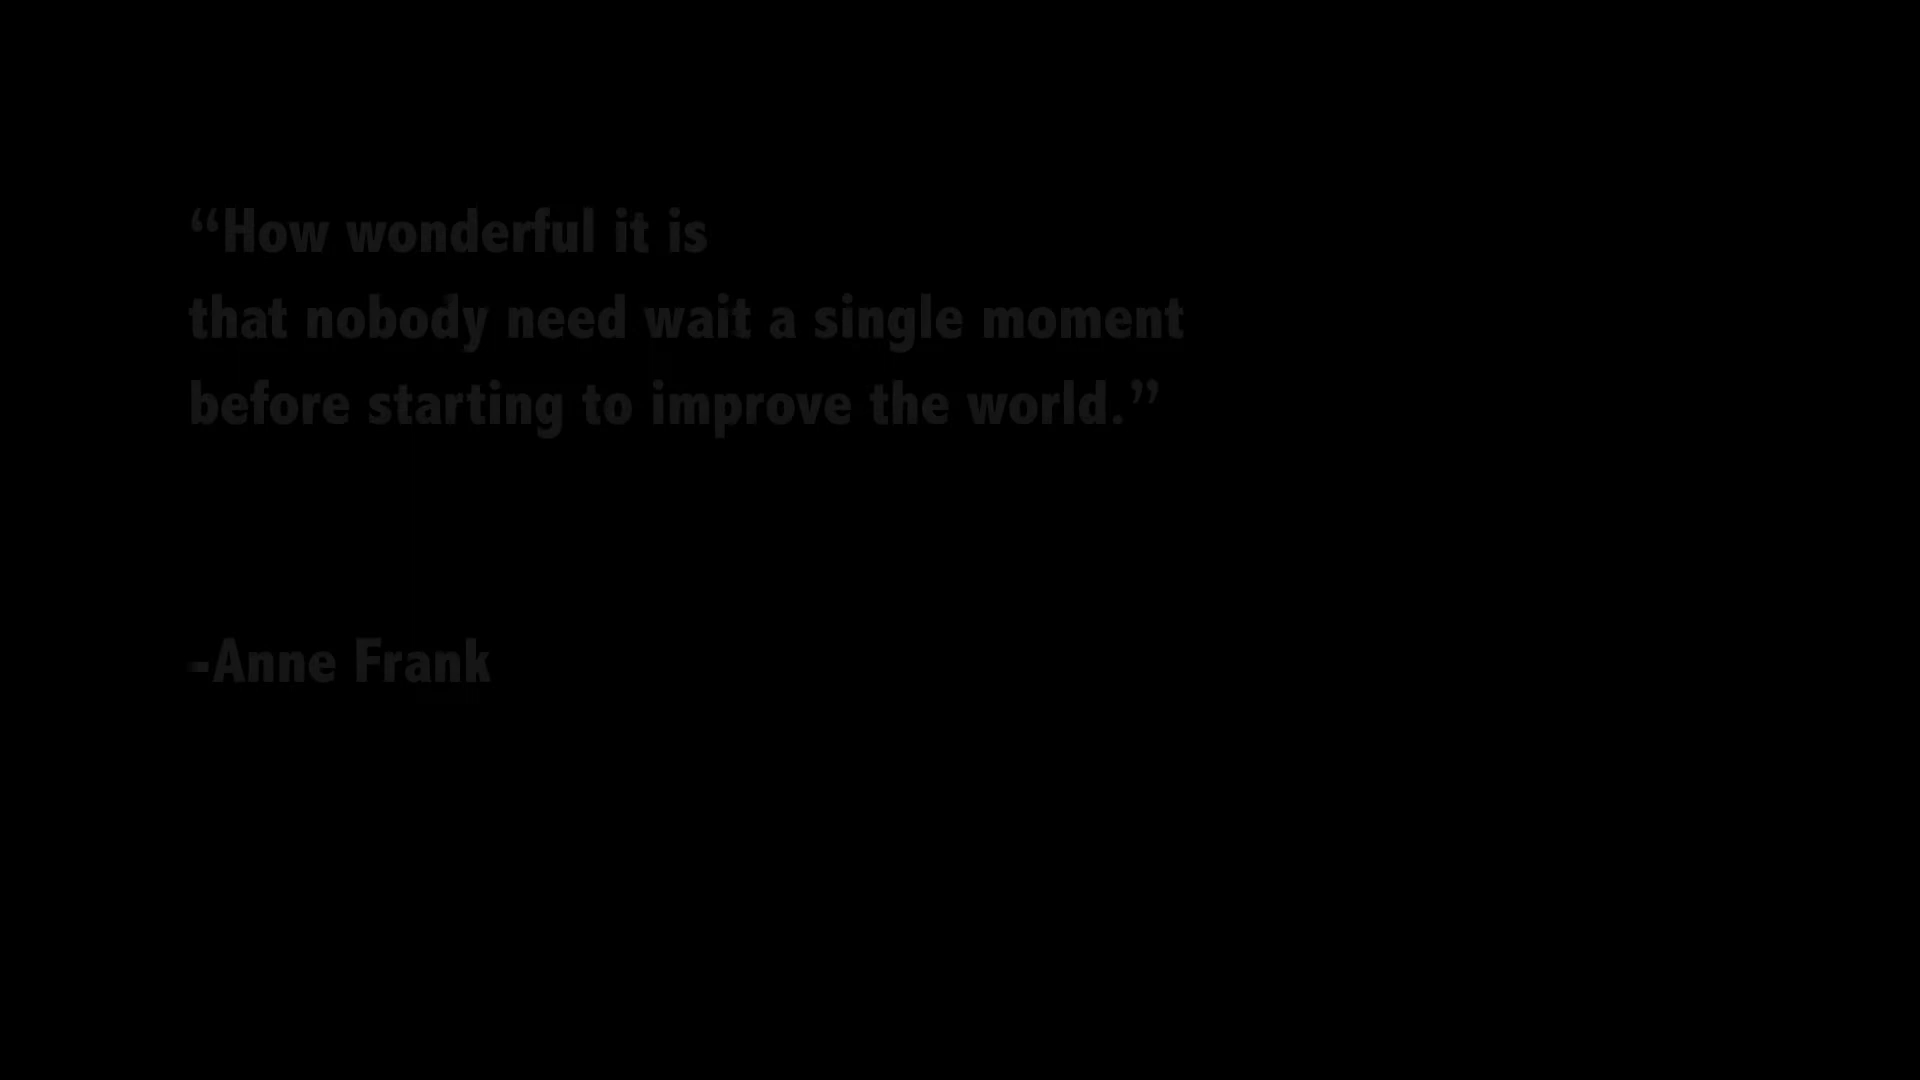 “How wonderful it is
that nobody need wait a single moment
before starting to improve the world.”
-Anne Frank